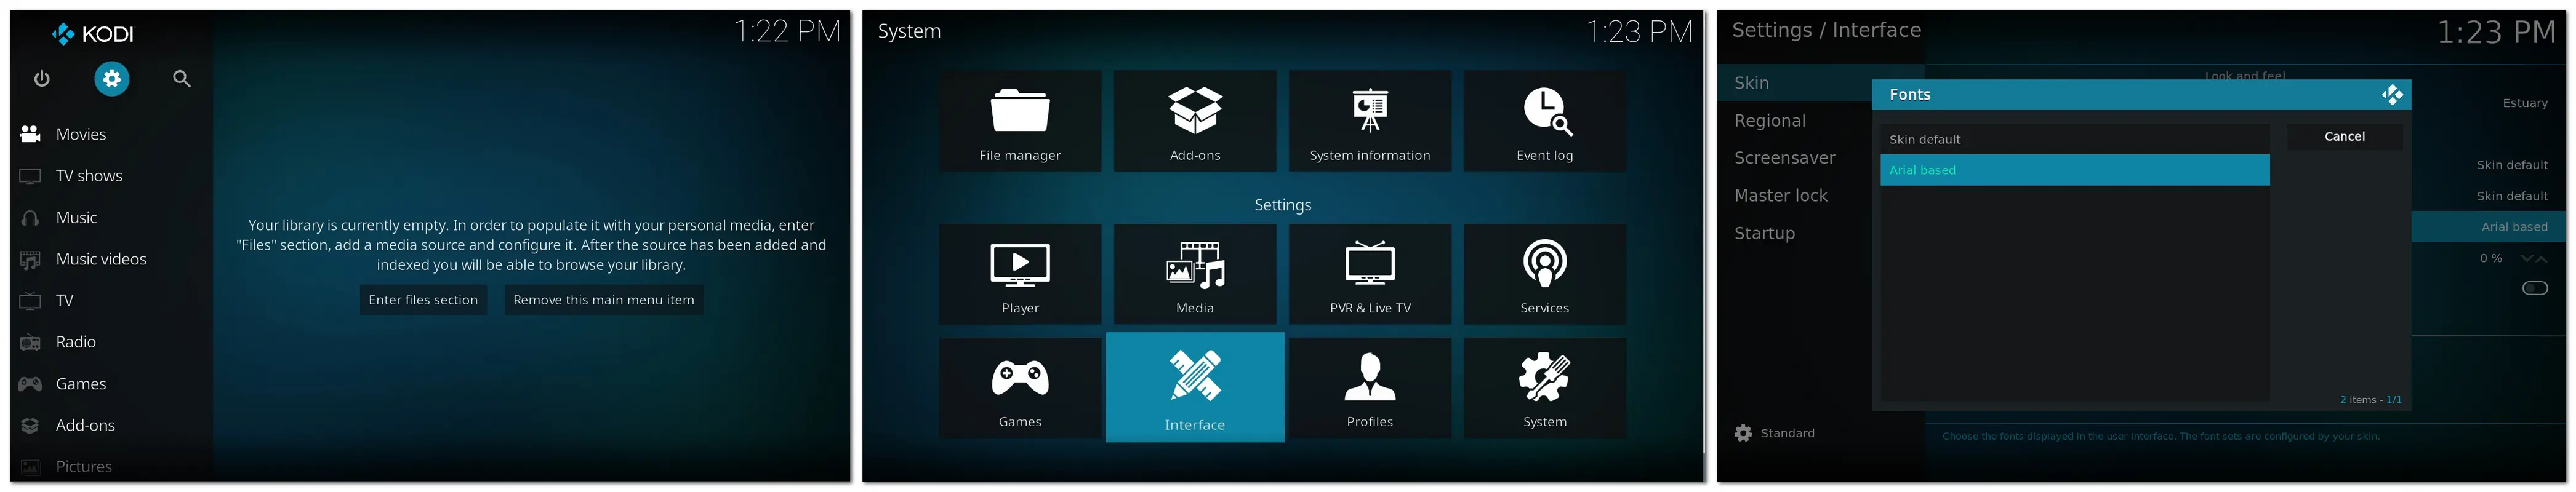 KODI
1:22 PM
Movies
TV shows
Music
Music videos
TV
Radio
Games
Add-ons
Pictures
Your library is currently empty. In order to populate it with your personal media, enter
"Files" section, add a media source and configure it. After the source has been added and
indexed you will be able to browse your library.
Enter files section
Remove this main menu item
System
1:23 PM
File manager
Add-ons
System information
Event log
Settings
Player
Media
PVR & Live TV
Services
Games
Interface
Profiles
System
Settings / Interface
1:23 PM
Skin
Regional
Screensaver
Master lock
Startup
Standard
Look and feel
Estuary
Skin default
Skin default
Arial based
0 %
Fonts
Skin default
Arial based
Cancel
2 items - 1/1
Choose the fonts displayed in the user interface. The font sets are configured by your skin.